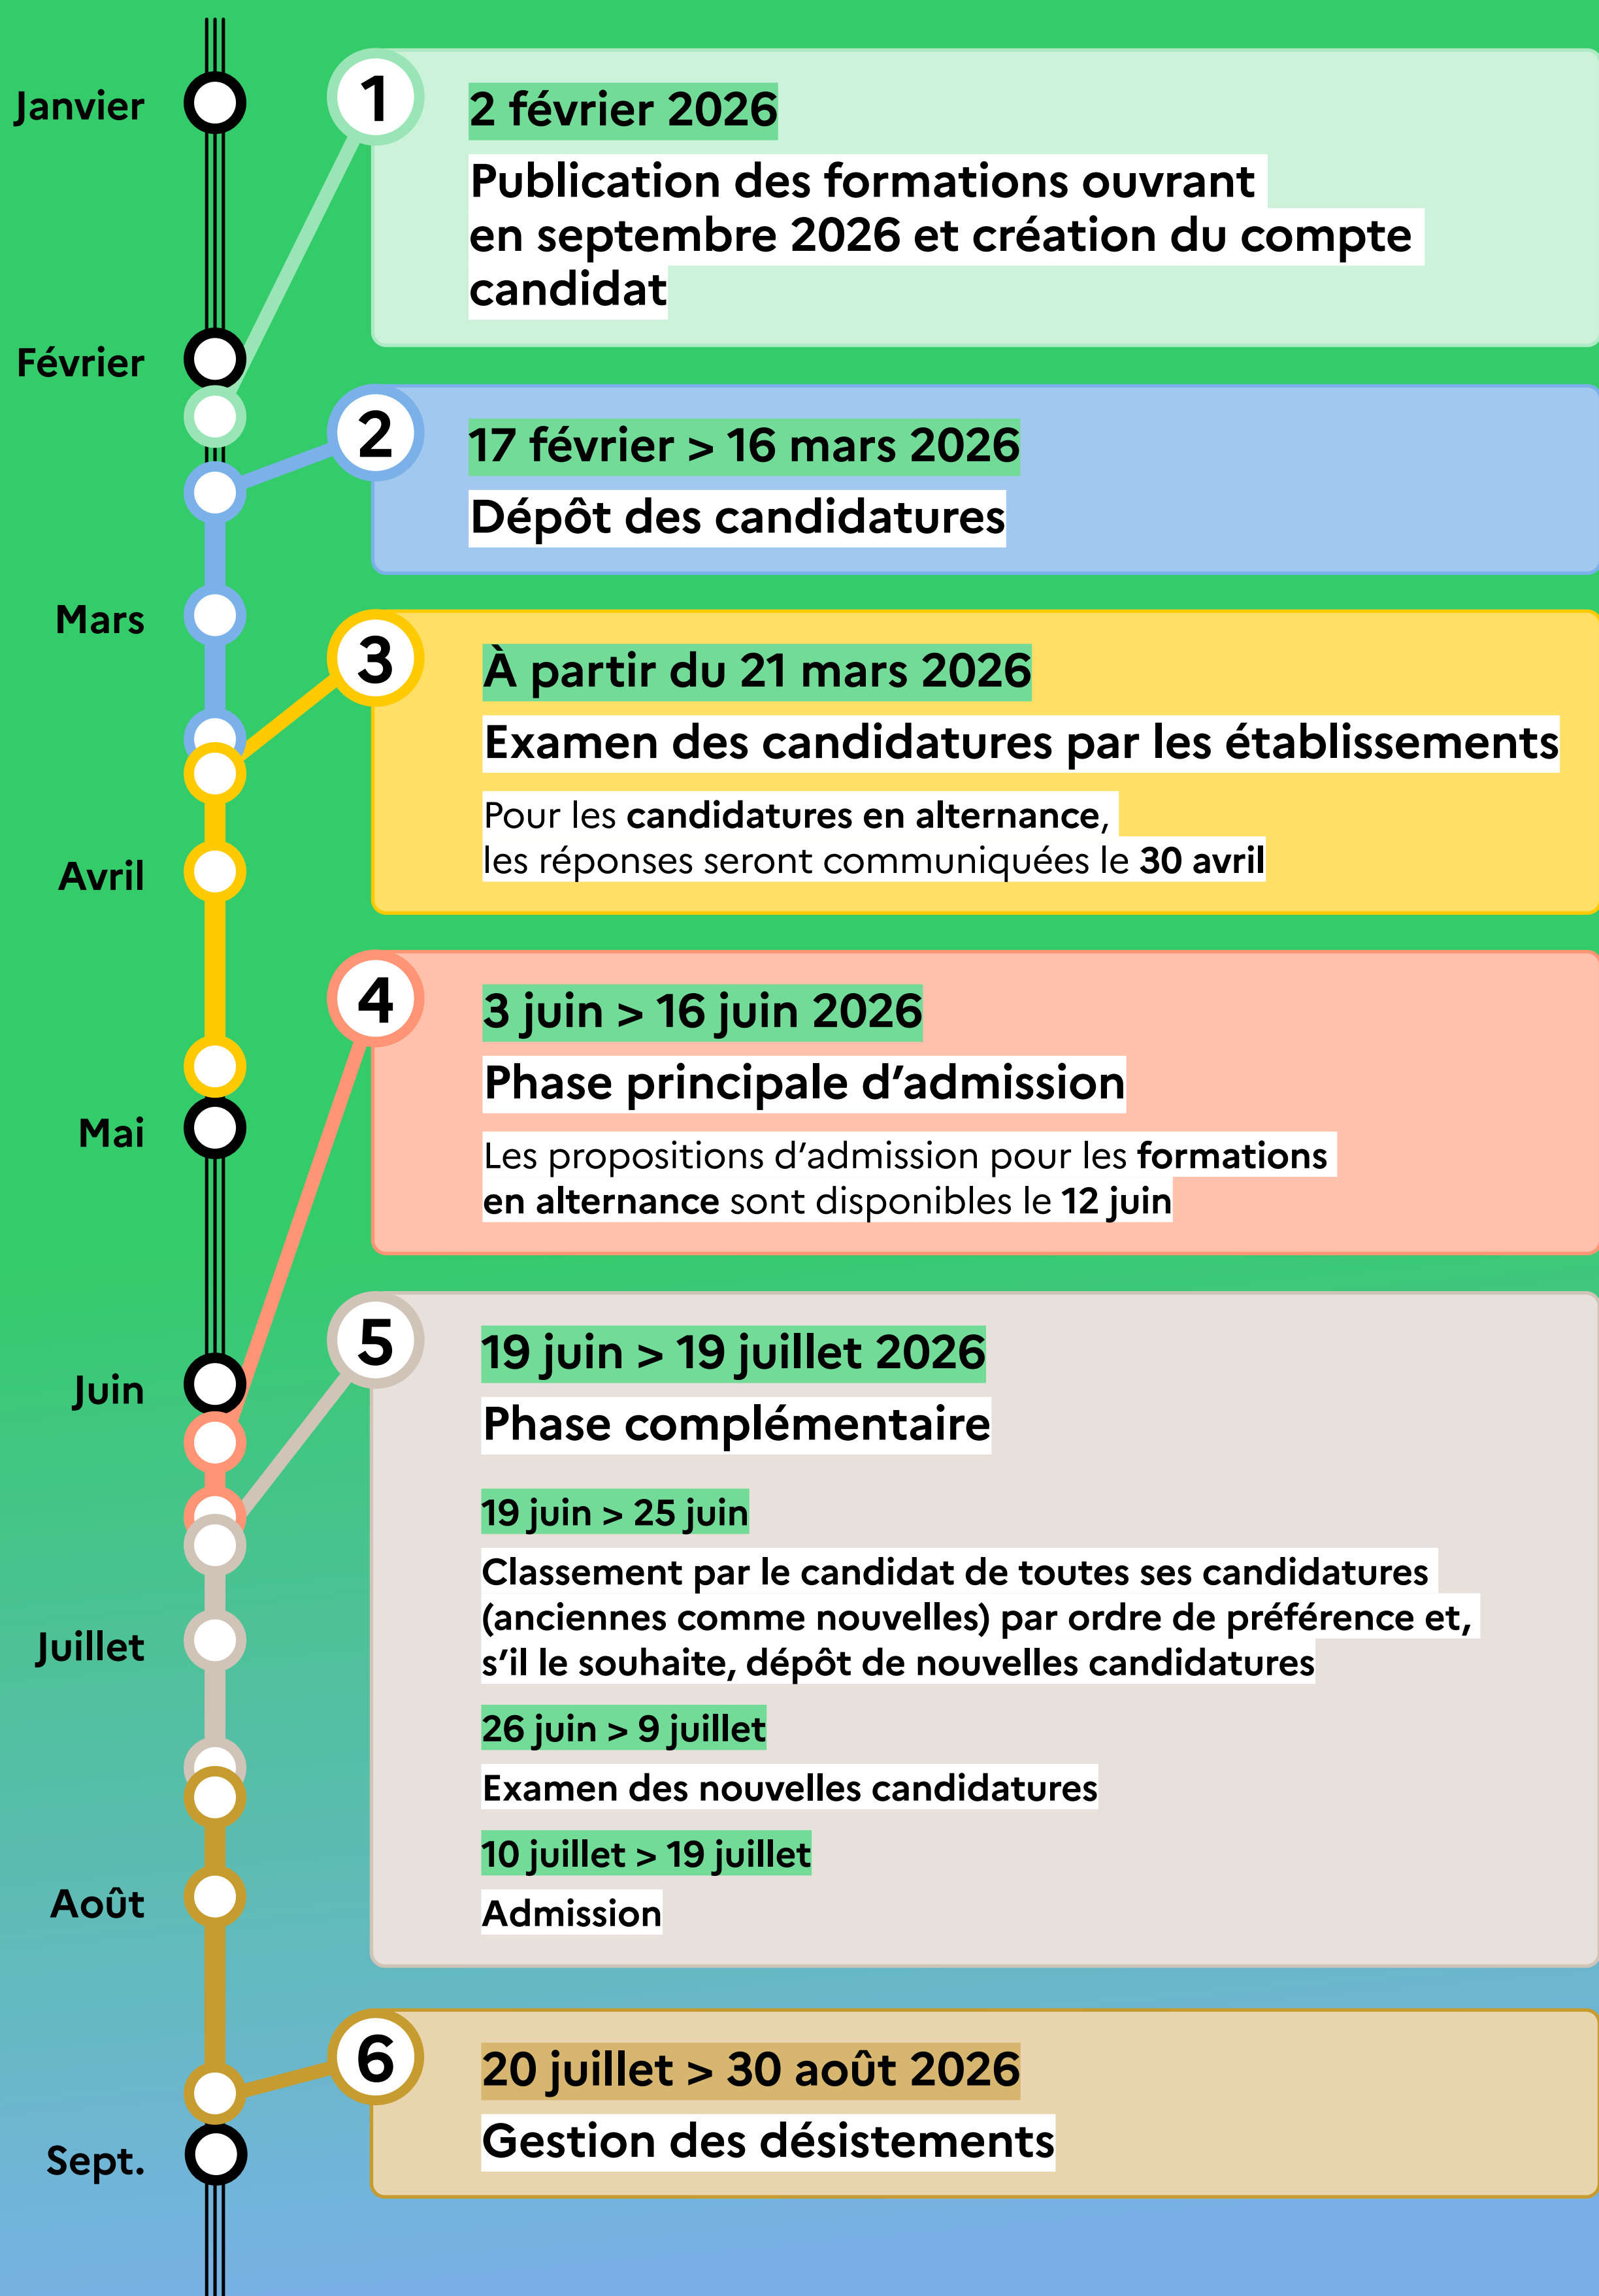 Janvier
Février
Mars
Avril
Mai
Juin
Juillet
Août
Sept.
1
2 février 2026
Publication des formations ouvrant
en septembre 2026 et création du compte
candidat
2
17 février > 16 mars 2026
Dépôt des candidatures
3
À partir du 21 mars 2026
Examen des candidatures par les établissements
Pour les candidatures en alternance,
les réponses seront communiquées le 30 avril
4
3 juin > 16 juin 2026
Phase principale d’admission
Les propositions d’admission pour les formations
en alternance sont disponibles le 12 juin
5
19 juin > 19 juillet 2026
Phase complémentaire
19 juin > 25 juin
Classement par le candidat de toutes ses candidatures
(anciennes comme nouvelles) par ordre de préférence et,
s’il le souhaite, dépôt de nouvelles candidatures
26 juin > 9 juillet
Examen des nouvelles candidatures
10 juillet > 19 juillet
Admission
6
20 juillet > 30 août 2026
Gestion des désistements